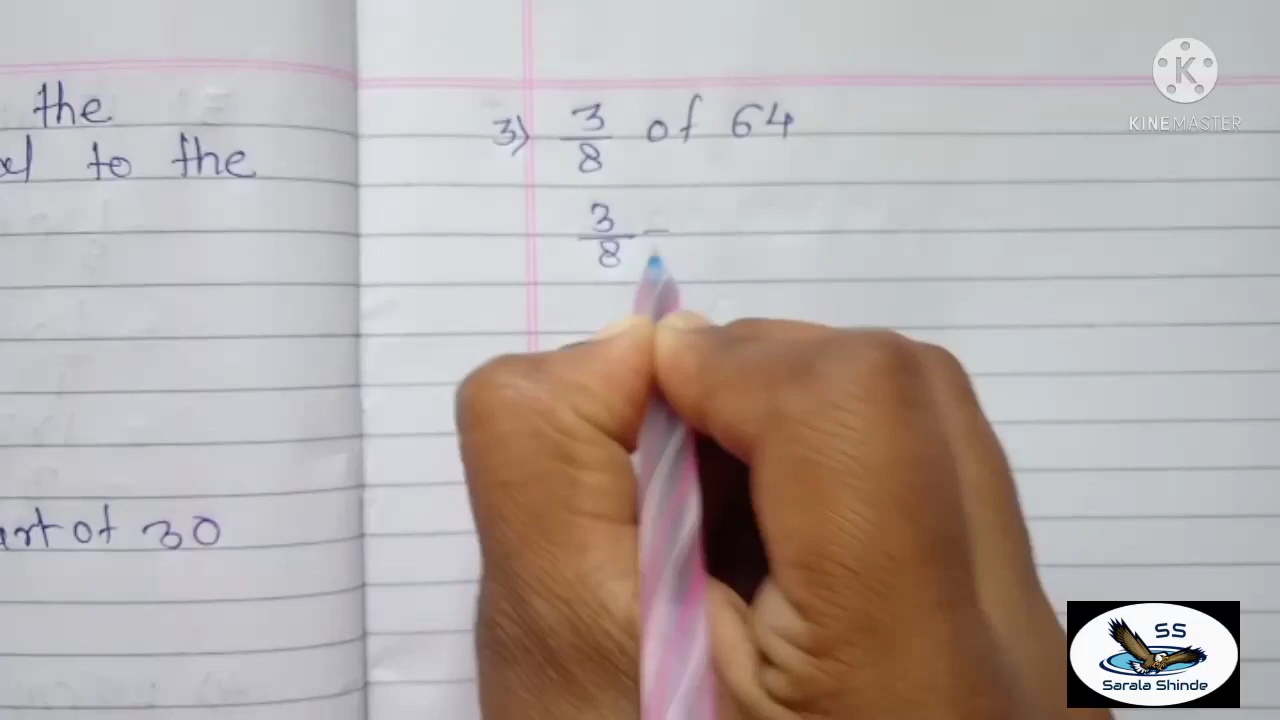 the
to the
art of 30
3) 3/8 of 64
3/8 =
KINEMASTER
SS
Sarala Shinde